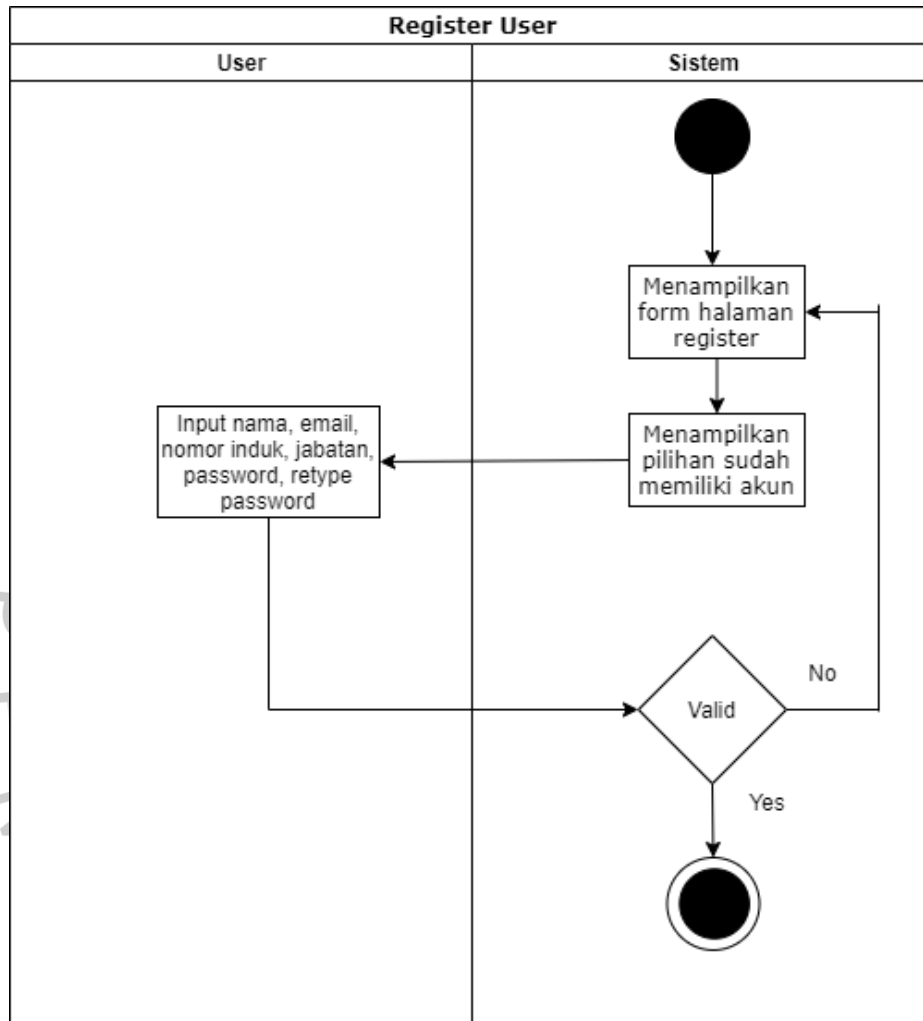 Register User
User
Sistem
Menampilkan
form halaman
register
Input nama, email,
nomor induk, jabatan,
password, retype
password
Menampilkan
pilihan sudah
memiliki akun
No
Valid
Yes